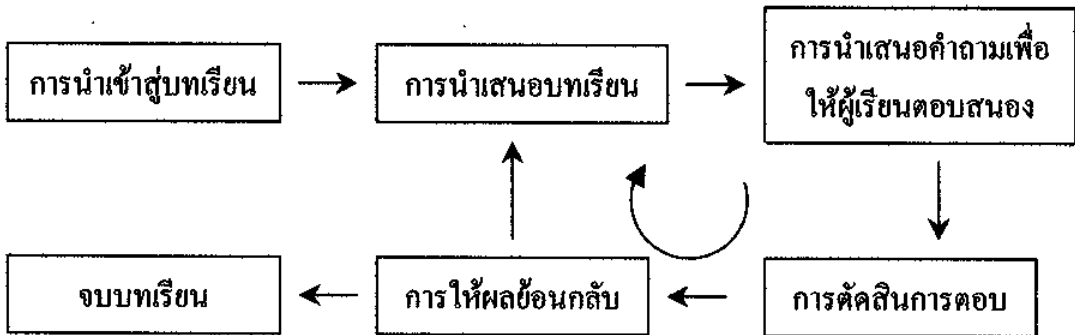 การนำเข้าสู่บทเรียน
การนำเสนอบทเรียน
การนำเสนอคำถามเพื่อ
ให้ผู้เรียนตอบสนอง
การตัดสินการตอบ
การให้ผลย้อนกลับ
จบบทเรียน